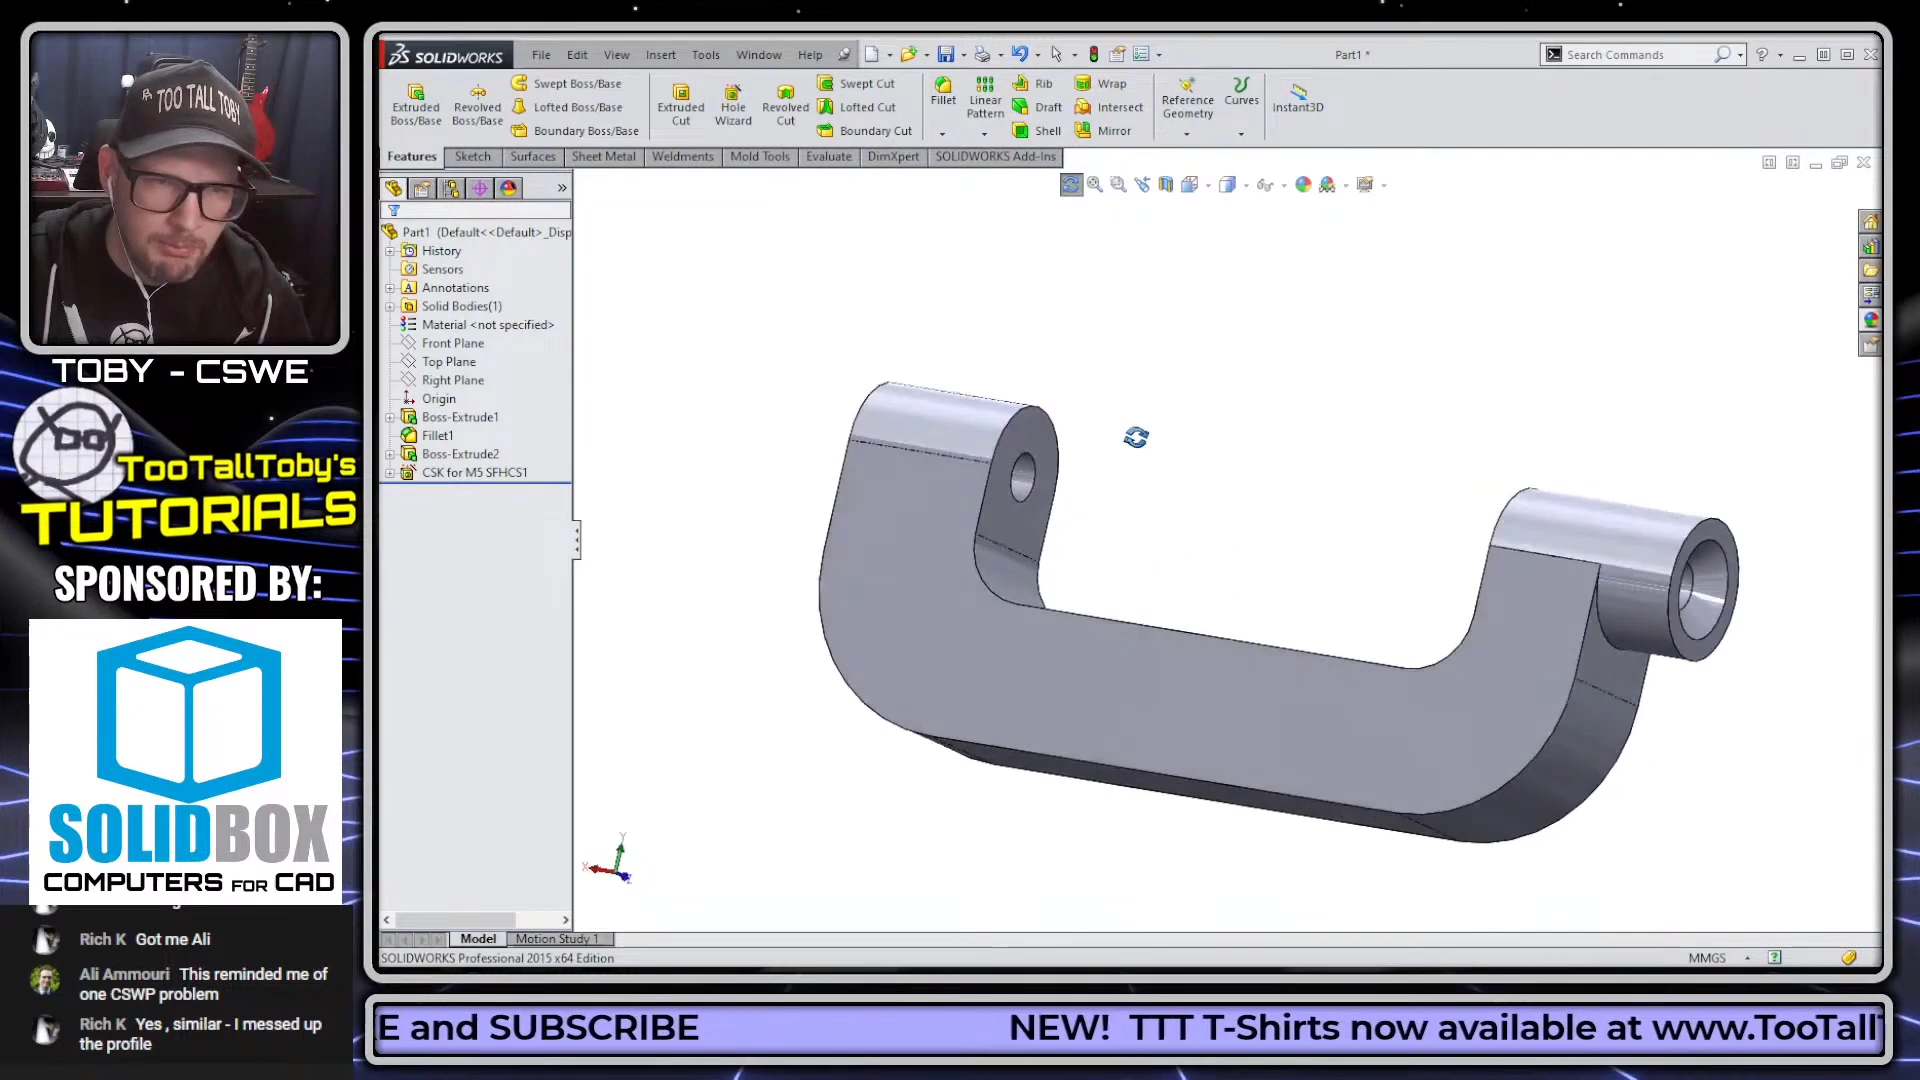 TOO TALL TOBY
TOBY - CSWE
TooTallToby's
TUTORIALS
SPONSORED BY:
SOLIDBOX
COMPUTERS FOR CAD
Rich K Got me Ali
Ali Ammouri This reminded me of
one CSWP problem
Rich K Yes , similar - I messed up
the profile
SOLIDWORKS File Edit View Insert Tools Window Help Part1 * Search Commands
Extruded
Boss/Base
Revolved
Boss/Base
Swept Boss/Base
Lofted Boss/Base
Boundary Boss/Base
Extruded
Cut
Hole
Wizard
Revolved
Cut
Swept Cut
Lofted Cut
Boundary Cut
Fillet
Linear
Pattern
Rib
Draft
Shell
Wrap
Intersect
Mirror
Reference
Geometry
Curves
Instant3D
Features Sketch Surfaces Sheet Metal Weldments Mold Tools Evaluate DimXpert SOLIDWORKS Add-Ins
Part1 (Default<<Default>_Disp
History
Sensors
Annotations
Solid Bodies(1)
Material <not specified>
Front Plane
Top Plane
Right Plane
Origin
Boss-Extrude1
Fillet1
Boss-Extrude2
CSK for M5 SFHCS1
Y
X
Z
Model Motion Study 1
SOLIDWORKS Professional 2015 x64 Edition MMGS
E and SUBSCRIBE NEW! TTT T-Shirts now available at www.TooTall